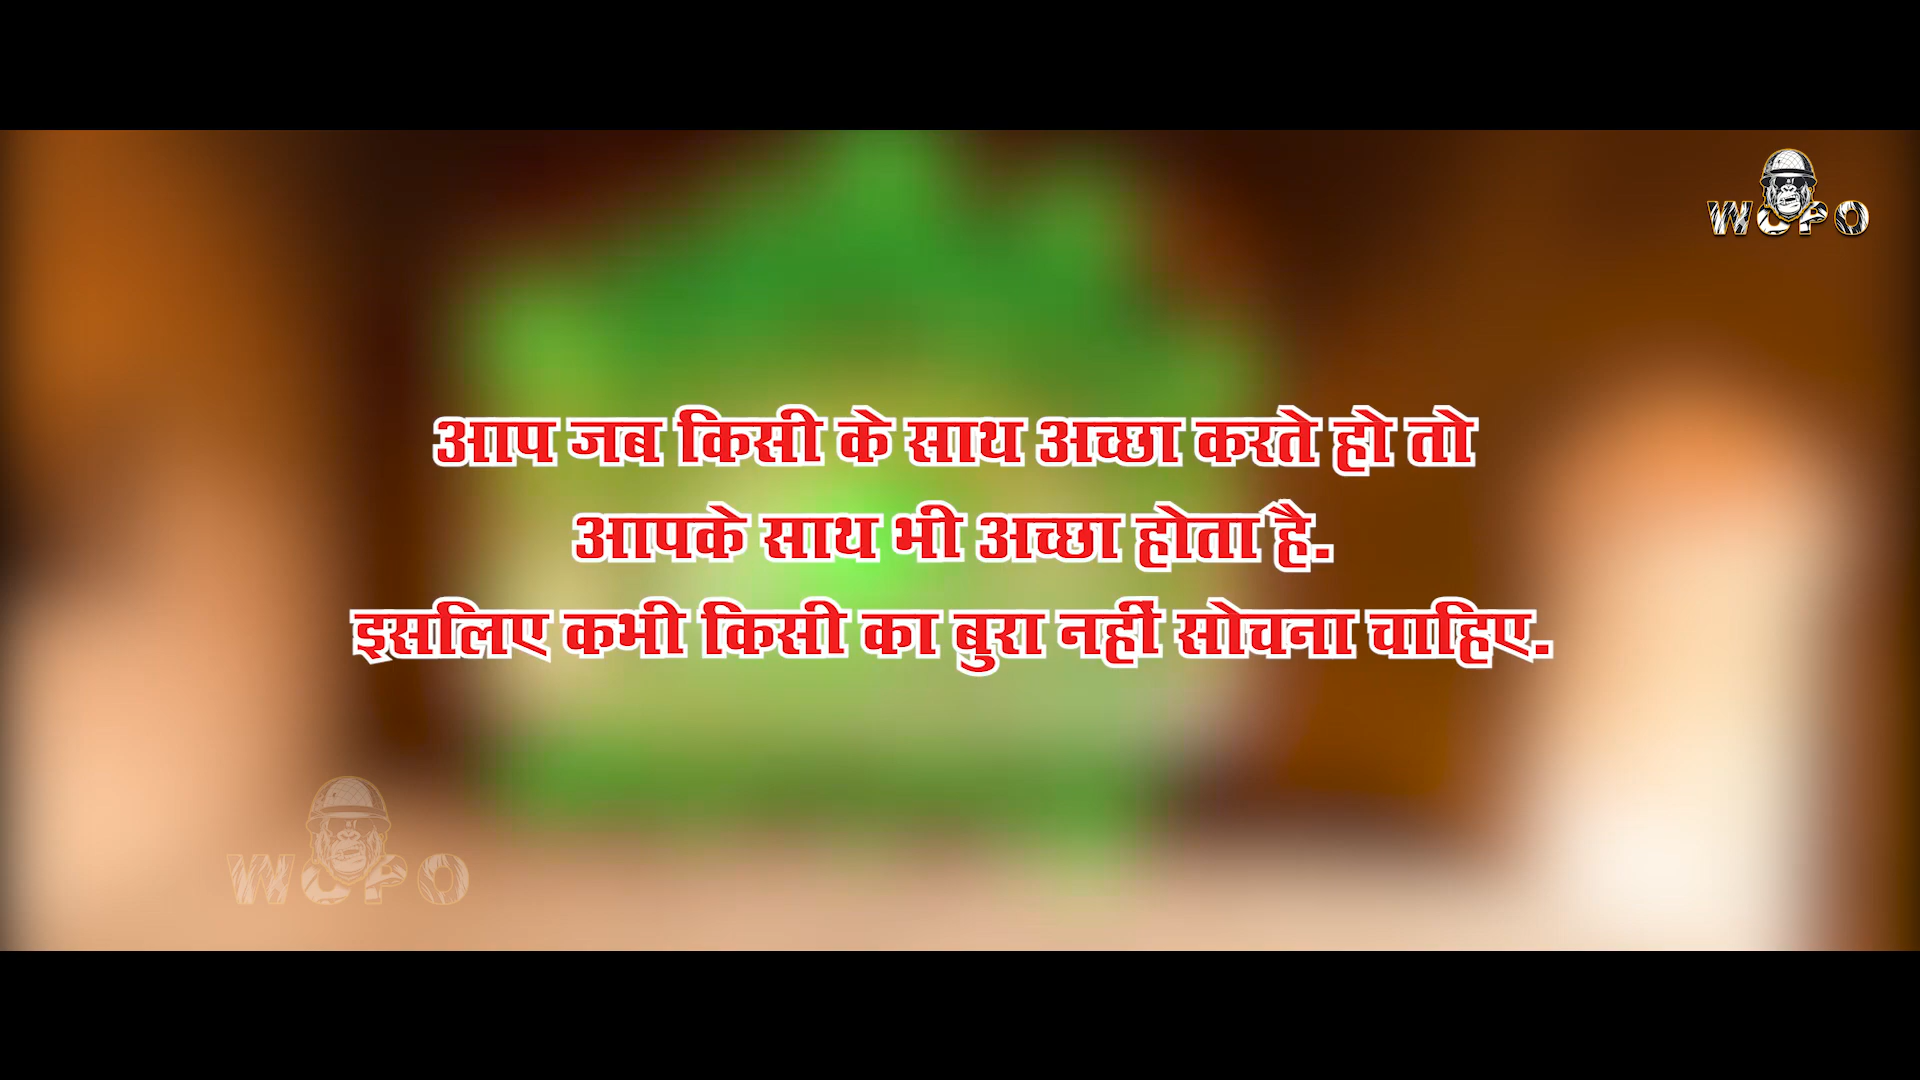 WOPO
आप जब किसी के साथ अच्छा करते हो तो
आपके साथ भी अच्छा होता है.
इसलिए कभी किसी का बुरा नहीं सोचना चाहिए.
WOPO